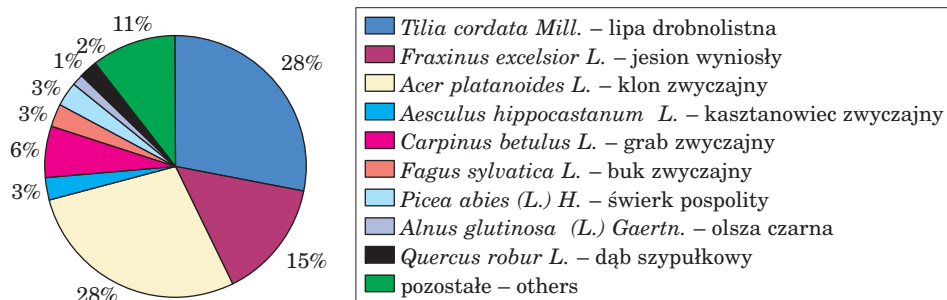 11%
2%
1%
3%
3%
6%
3%
28%
15%
28%
Tilia cordata Mill. – lipa drobnolistna
Fraxinus excelsior L. – jesion wyniosły
Acer platanoides L. – klon zwyczajny
Aesculus hippocastanum L. – kasztanowiec zwyczajny
Carpinus betulus L. – grab zwyczajny
Fagus sylvatica L. – buk zwyczajny
Picea abies (L.) H. – świerk pospolity
Alnus glutinosa (L.) Gaertn. – olsza czarna
Quercus robur L. – dąb szypułkowy
pozostałe – others